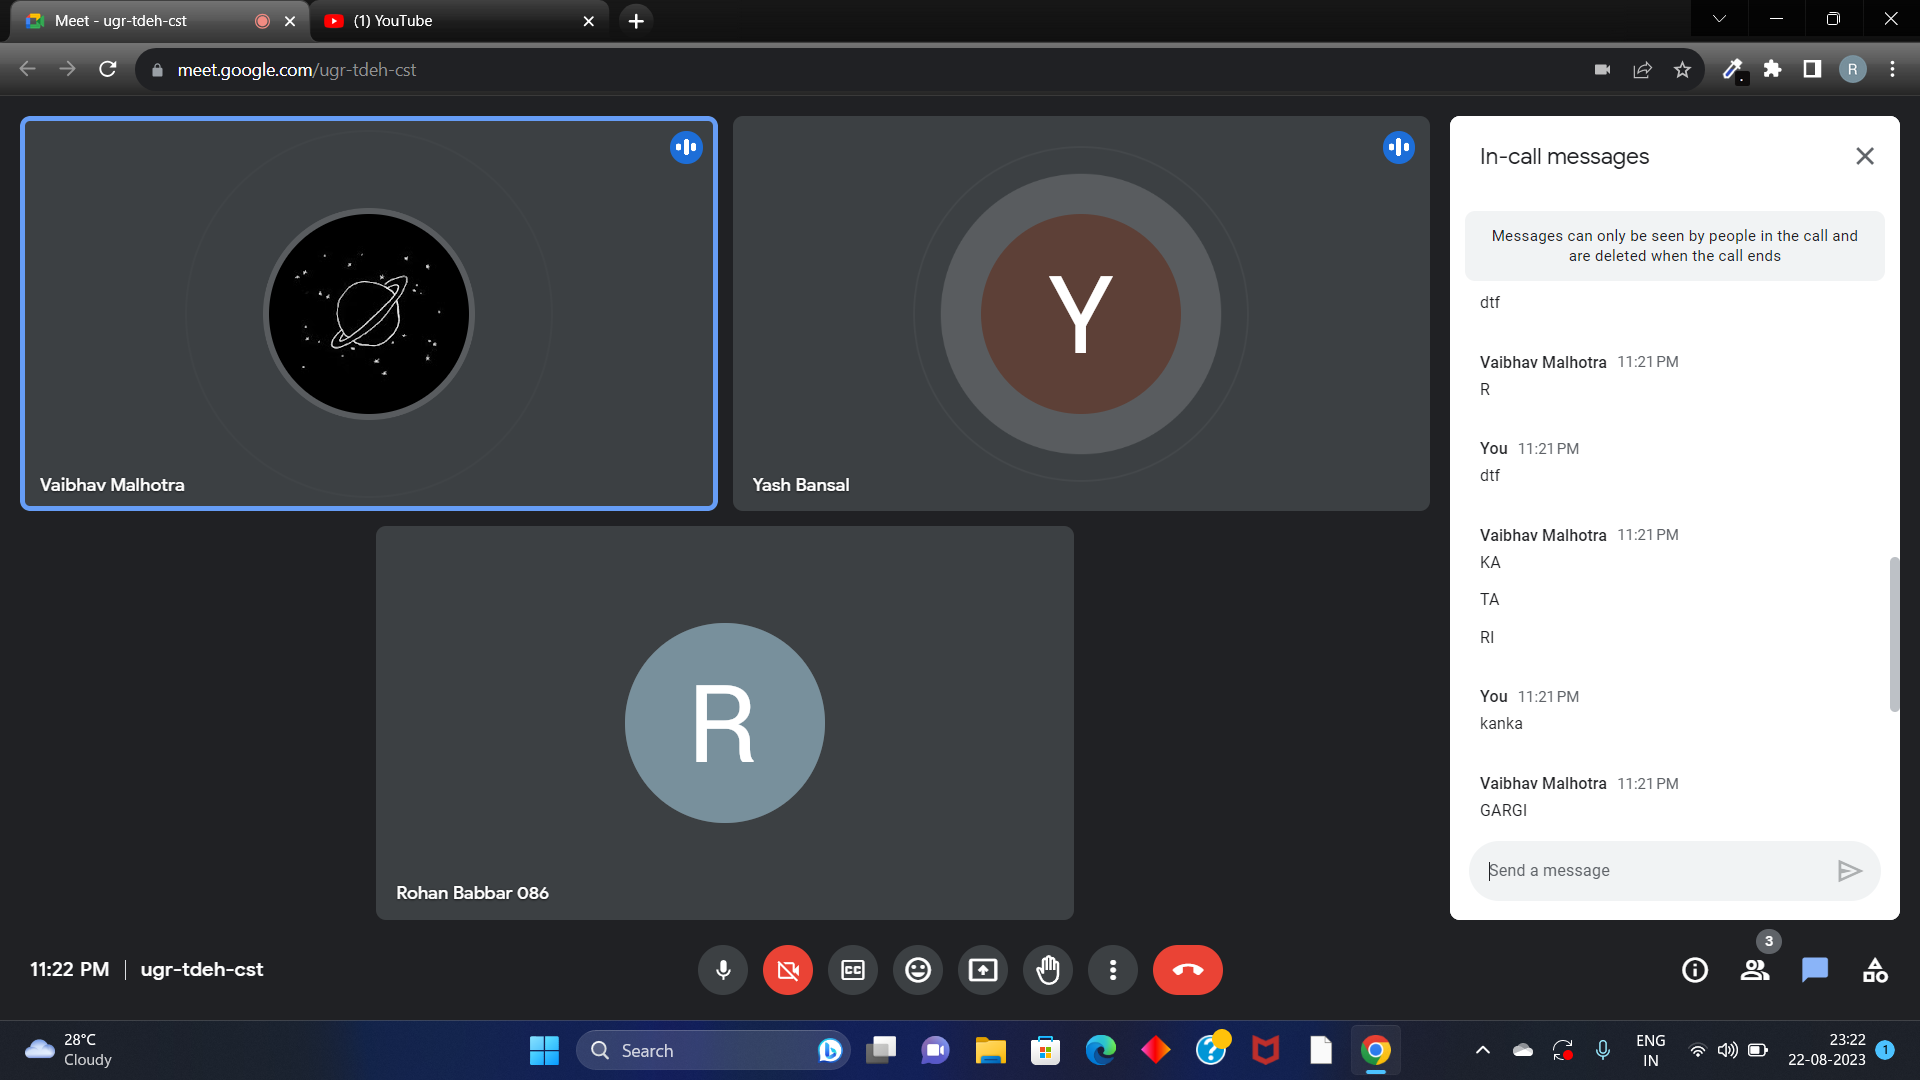 Meet - ugr-tdeh-cst
(1) YouTube
meet.google.com/ugr-tdeh-cst
R
Vaibhav Malhotra
Y
Yash Bansal
R
Rohan Babbar 086
In-call messages
Messages can only be seen by people in the call and
are deleted when the call ends
dtf
Vaibhav Malhotra 11:21 PM
R
You 11:21 PM
dtf
Vaibhav Malhotra 11:21 PM
KA
TA
RI
You 11:21 PM
kanka
Vaibhav Malhotra 11:21 PM
GARGI
Send a message
11:22 PM | ugr-tdeh-cst
CC
3
28°C
Cloudy
Search
ENG
IN
23:22
22-08-2023
1